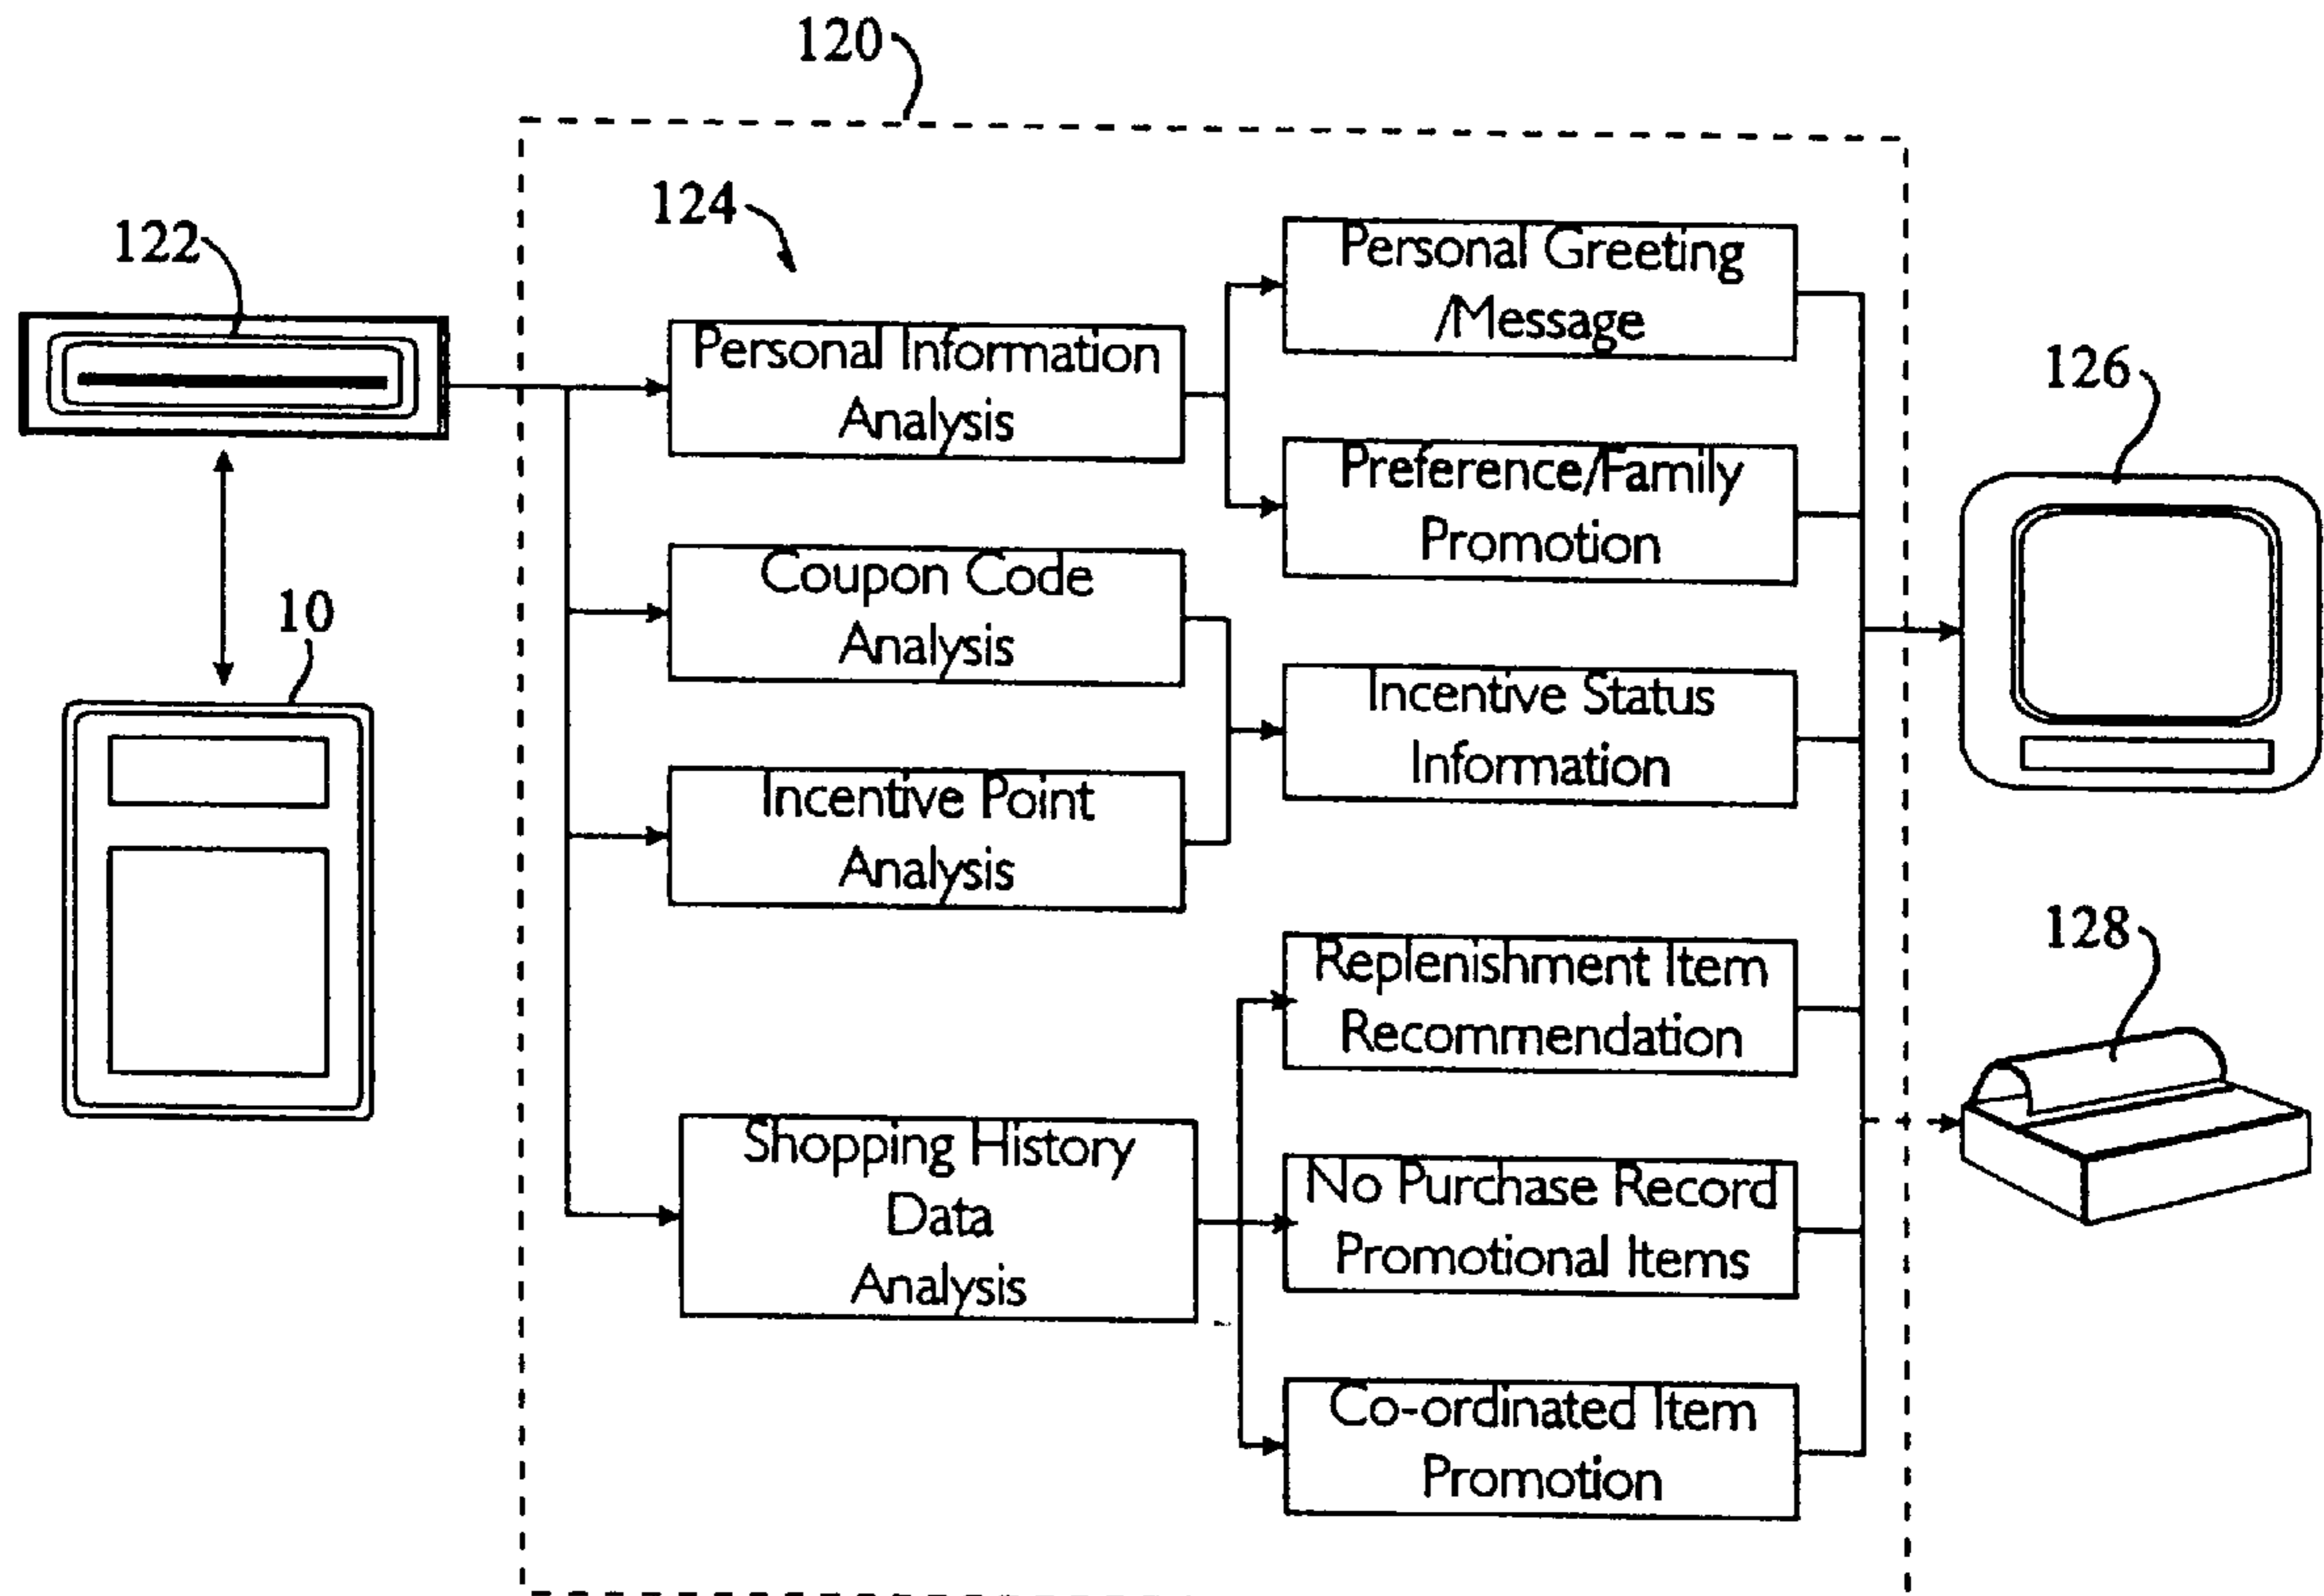 120
124
122
Personal Greeting
/Message
Personal Information
Analysis
126
Preference/Family
Promotion
Coupon Code
Analysis
10
Incentive Status
Information
Incentive Point
Analysis
128
Replenishment Item
Recommendation
Shopping History
Data
Analysis
No Purchase Record
Promotional Items
Co-ordinated Item
Promotion